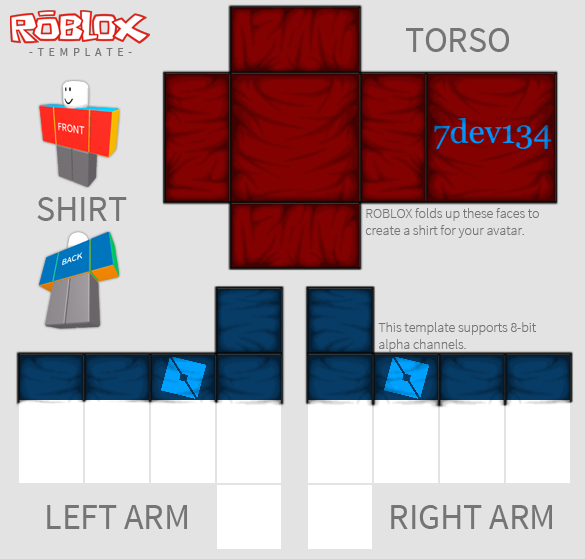 ROBLOX
-TEMPLATE-
TORSO
FRONT
7dev134
SHIRT
ROBLOX folds up these faces to
create a shirt for your avatar.
BACK
This template supports 8-bit
alpha channels.
LEFT ARM
RIGHT ARM